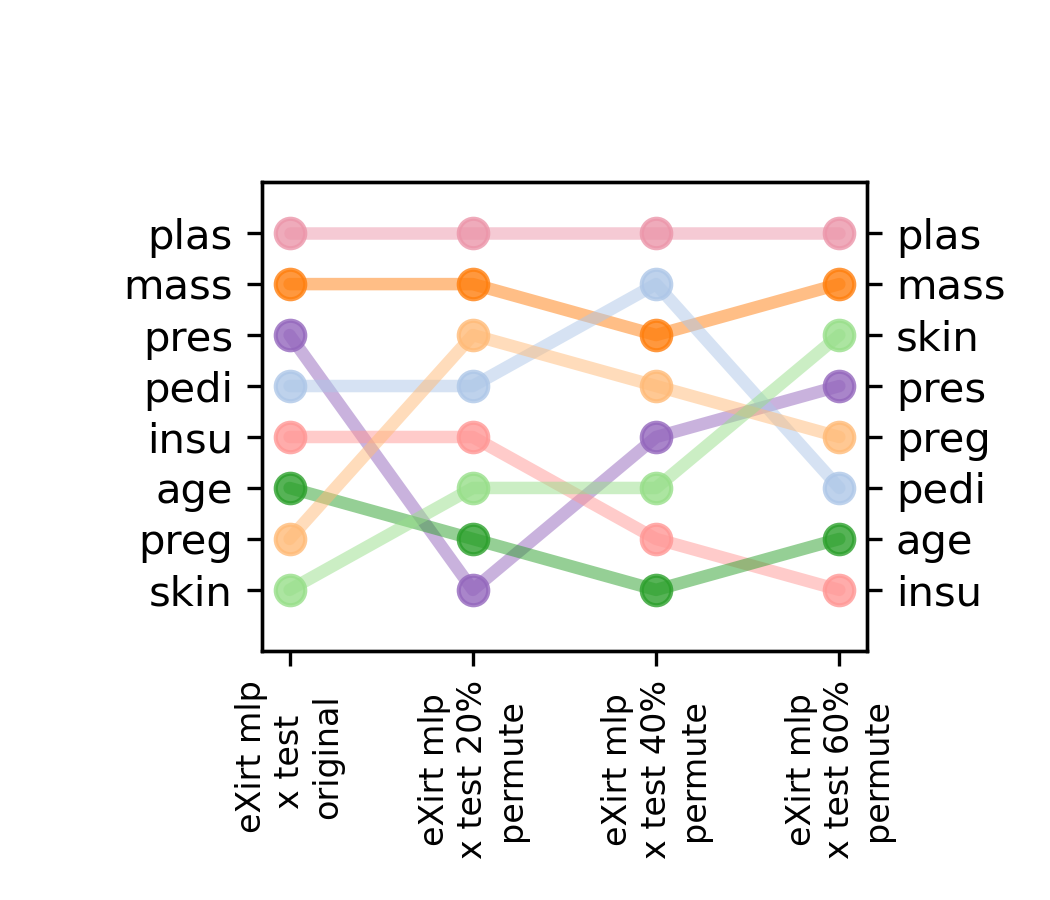 plas
mass
pres
pedi
insu
age
preg
skin
plas
mass
skin
pres
preg
pedi
age
insu
eXirt mlp
x test
original
eXirt mlp
x test 20%
permute
eXirt mlp
x test 40%
permute
eXirt mlp
x test 60%
permute